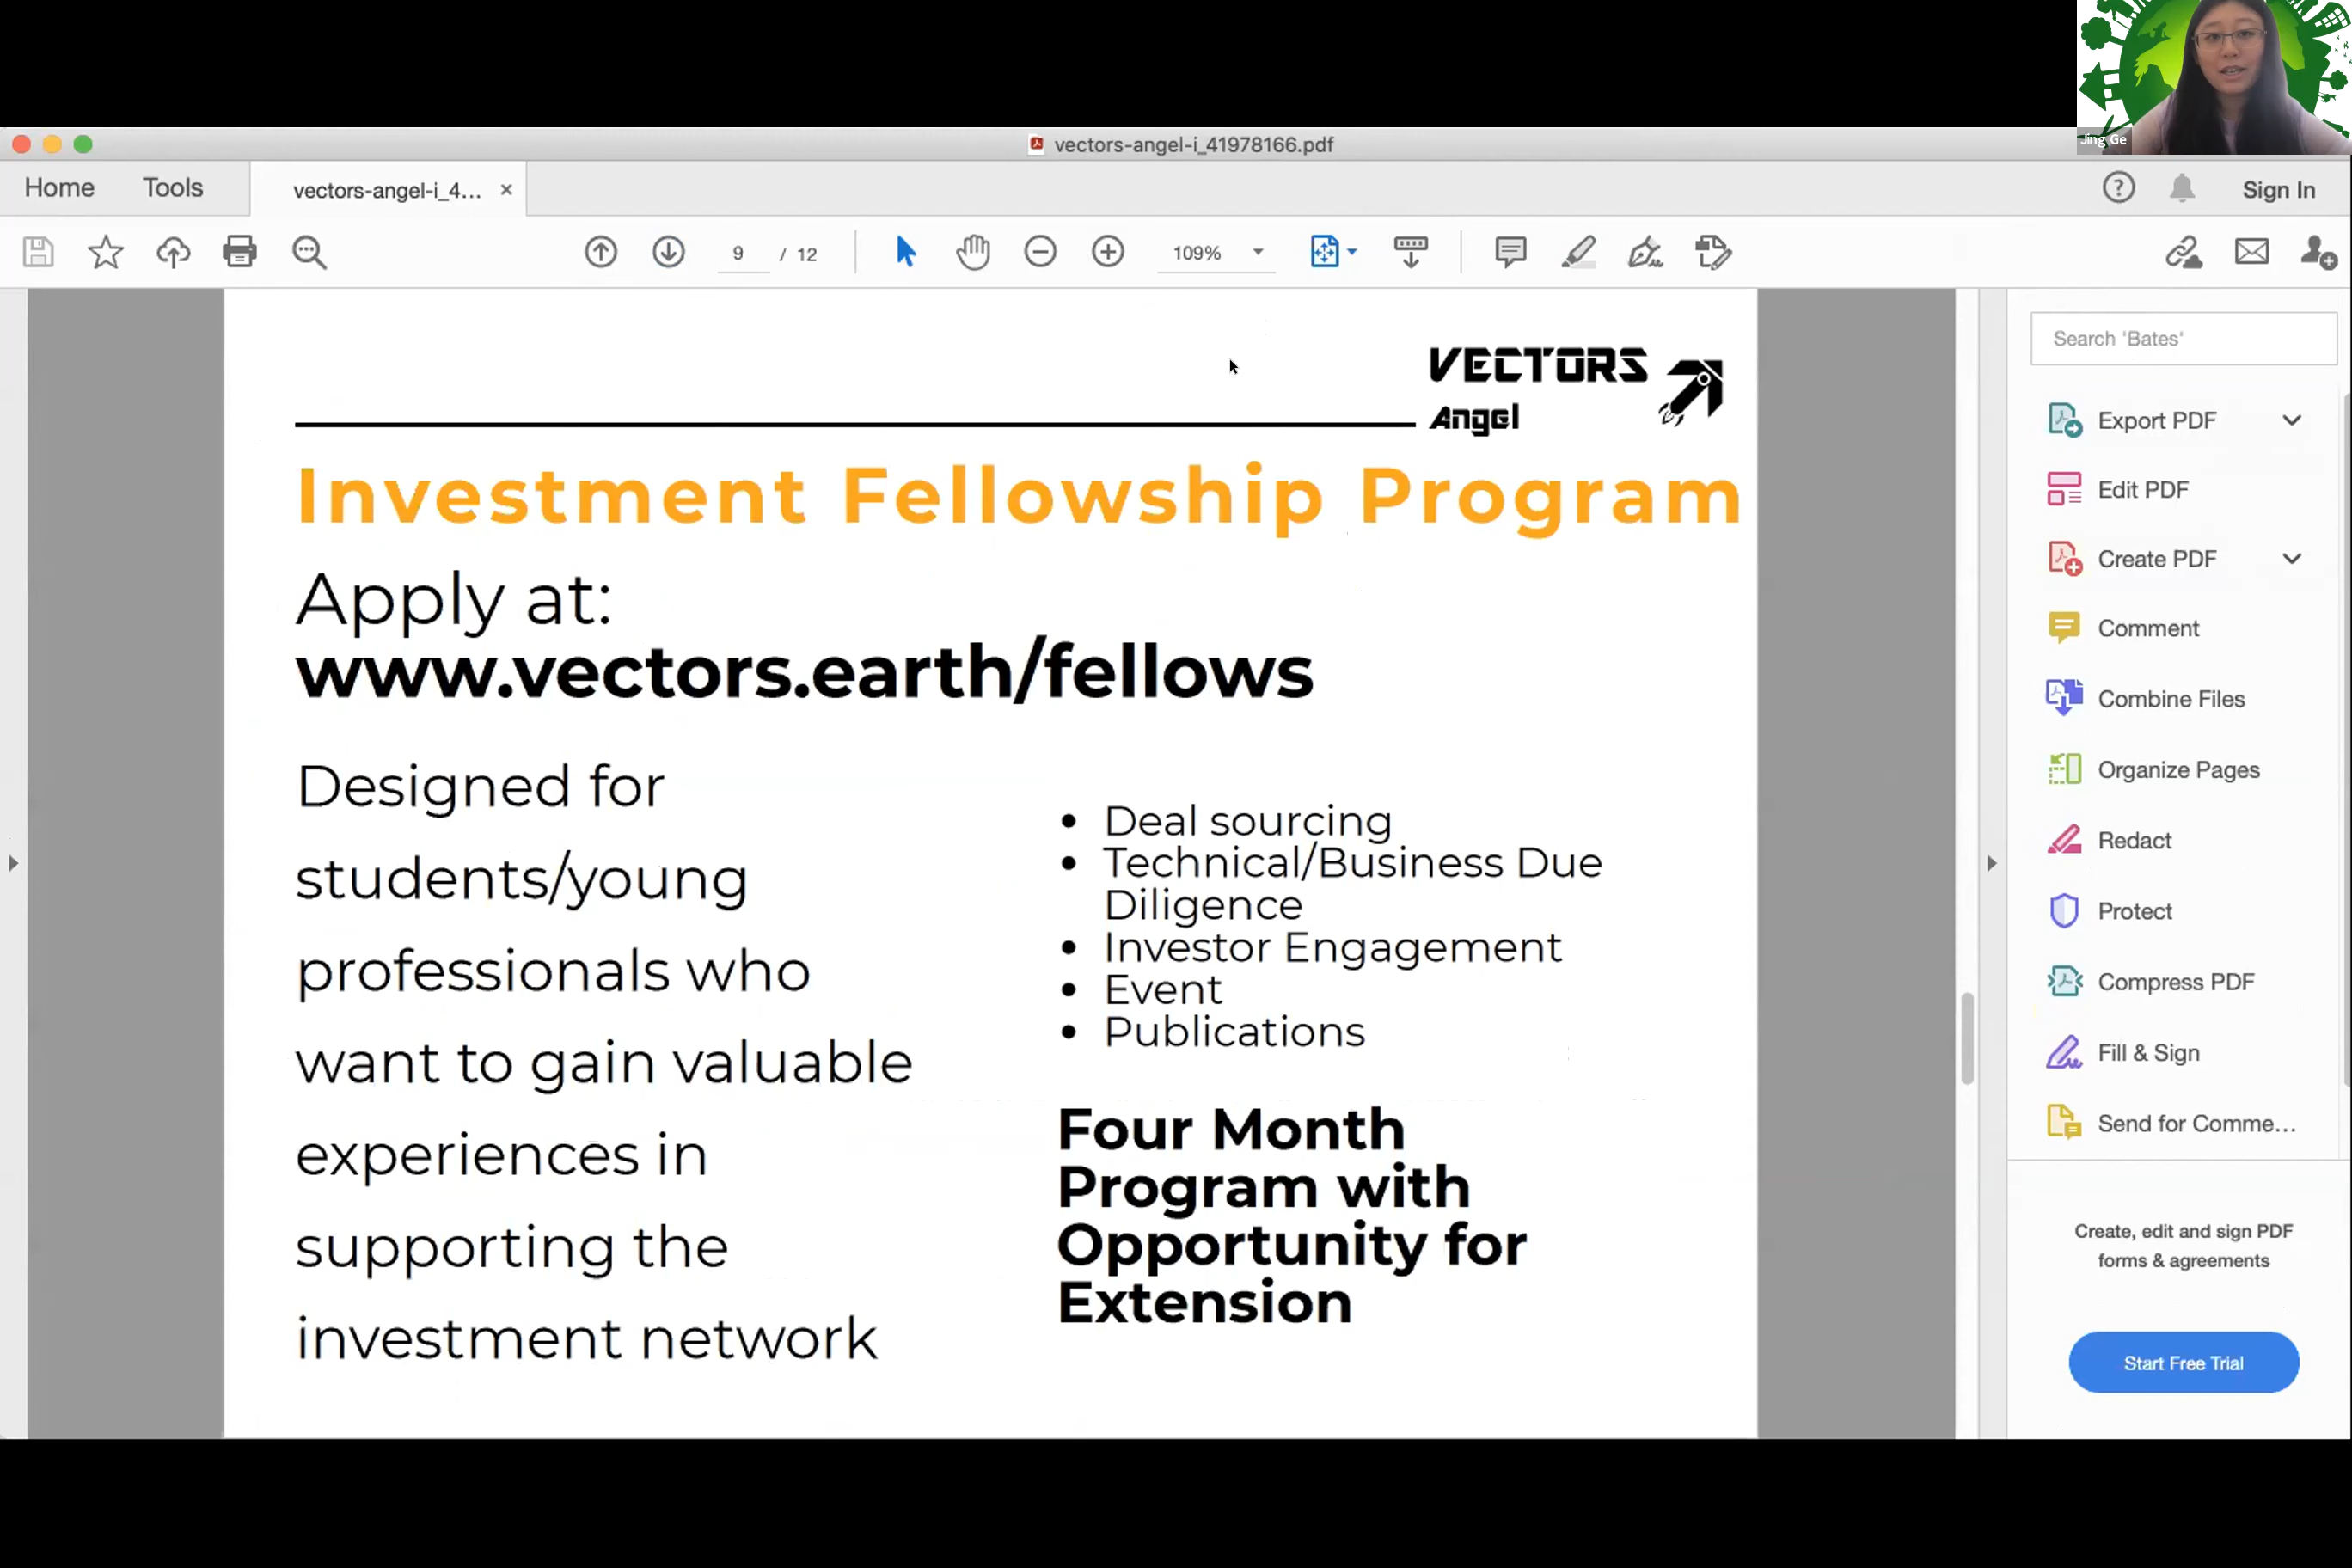 Jing Ge
vectors-angel-i_41978166.pdf
Home
Tools
vectors-angel-i_4...
Sign In
9 / 12
109%
VECTORS
Angel
Investment Fellowship Program
Apply at:
www.vectors.earth/fellows
Designed for
students/young
professionals who
want to gain valuable
experiences in
supporting the
investment network
• Deal sourcing
• Technical/Business Due
Diligence
• Investor Engagement
• Event
• Publications
Four Month
Program with
Opportunity for
Extension
Search 'Bates'
Export PDF
Edit PDF
Create PDF
Comment
Combine Files
Organize Pages
Redact
Protect
Compress PDF
Fill & Sign
Send for Comme...
Create, edit and sign PDF
forms & agreements
Start Free Trial